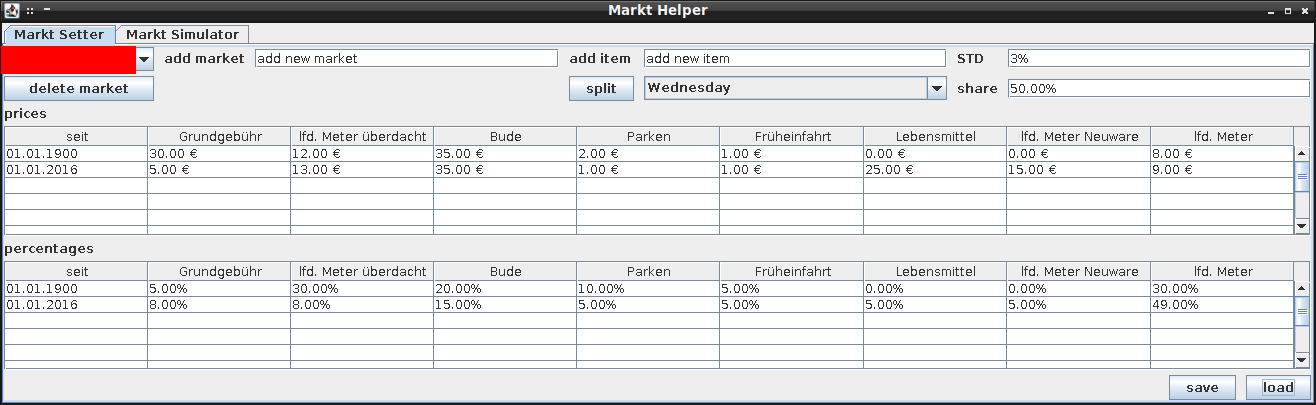 Markt Helper
Markt Setter Markt Simulator
add market add new market add item add new item STD 3%
delete market split Wednesday share 50.00%
prices
seit Grundgebühr lfd. Meter überdacht Bude Parken Früheinfahrt Lebensmittel lfd. Meter Neuware lfd. Meter
01.01.1900 30.00 € 12.00 € 35.00 € 2.00 € 1.00 € 0.00 € 0.00 € 8.00 €
01.01.2016 5.00 € 13.00 € 35.00 € 1.00 € 1.00 € 25.00 € 15.00 € 9.00 €
percentages
seit Grundgebühr lfd. Meter überdacht Bude Parken Früheinfahrt Lebensmittel lfd. Meter Neuware lfd. Meter
01.01.1900 5.00% 30.00% 20.00% 10.00% 5.00% 0.00% 0.00% 30.00%
01.01.2016 8.00% 8.00% 15.00% 5.00% 5.00% 5.00% 5.00% 49.00%
save load